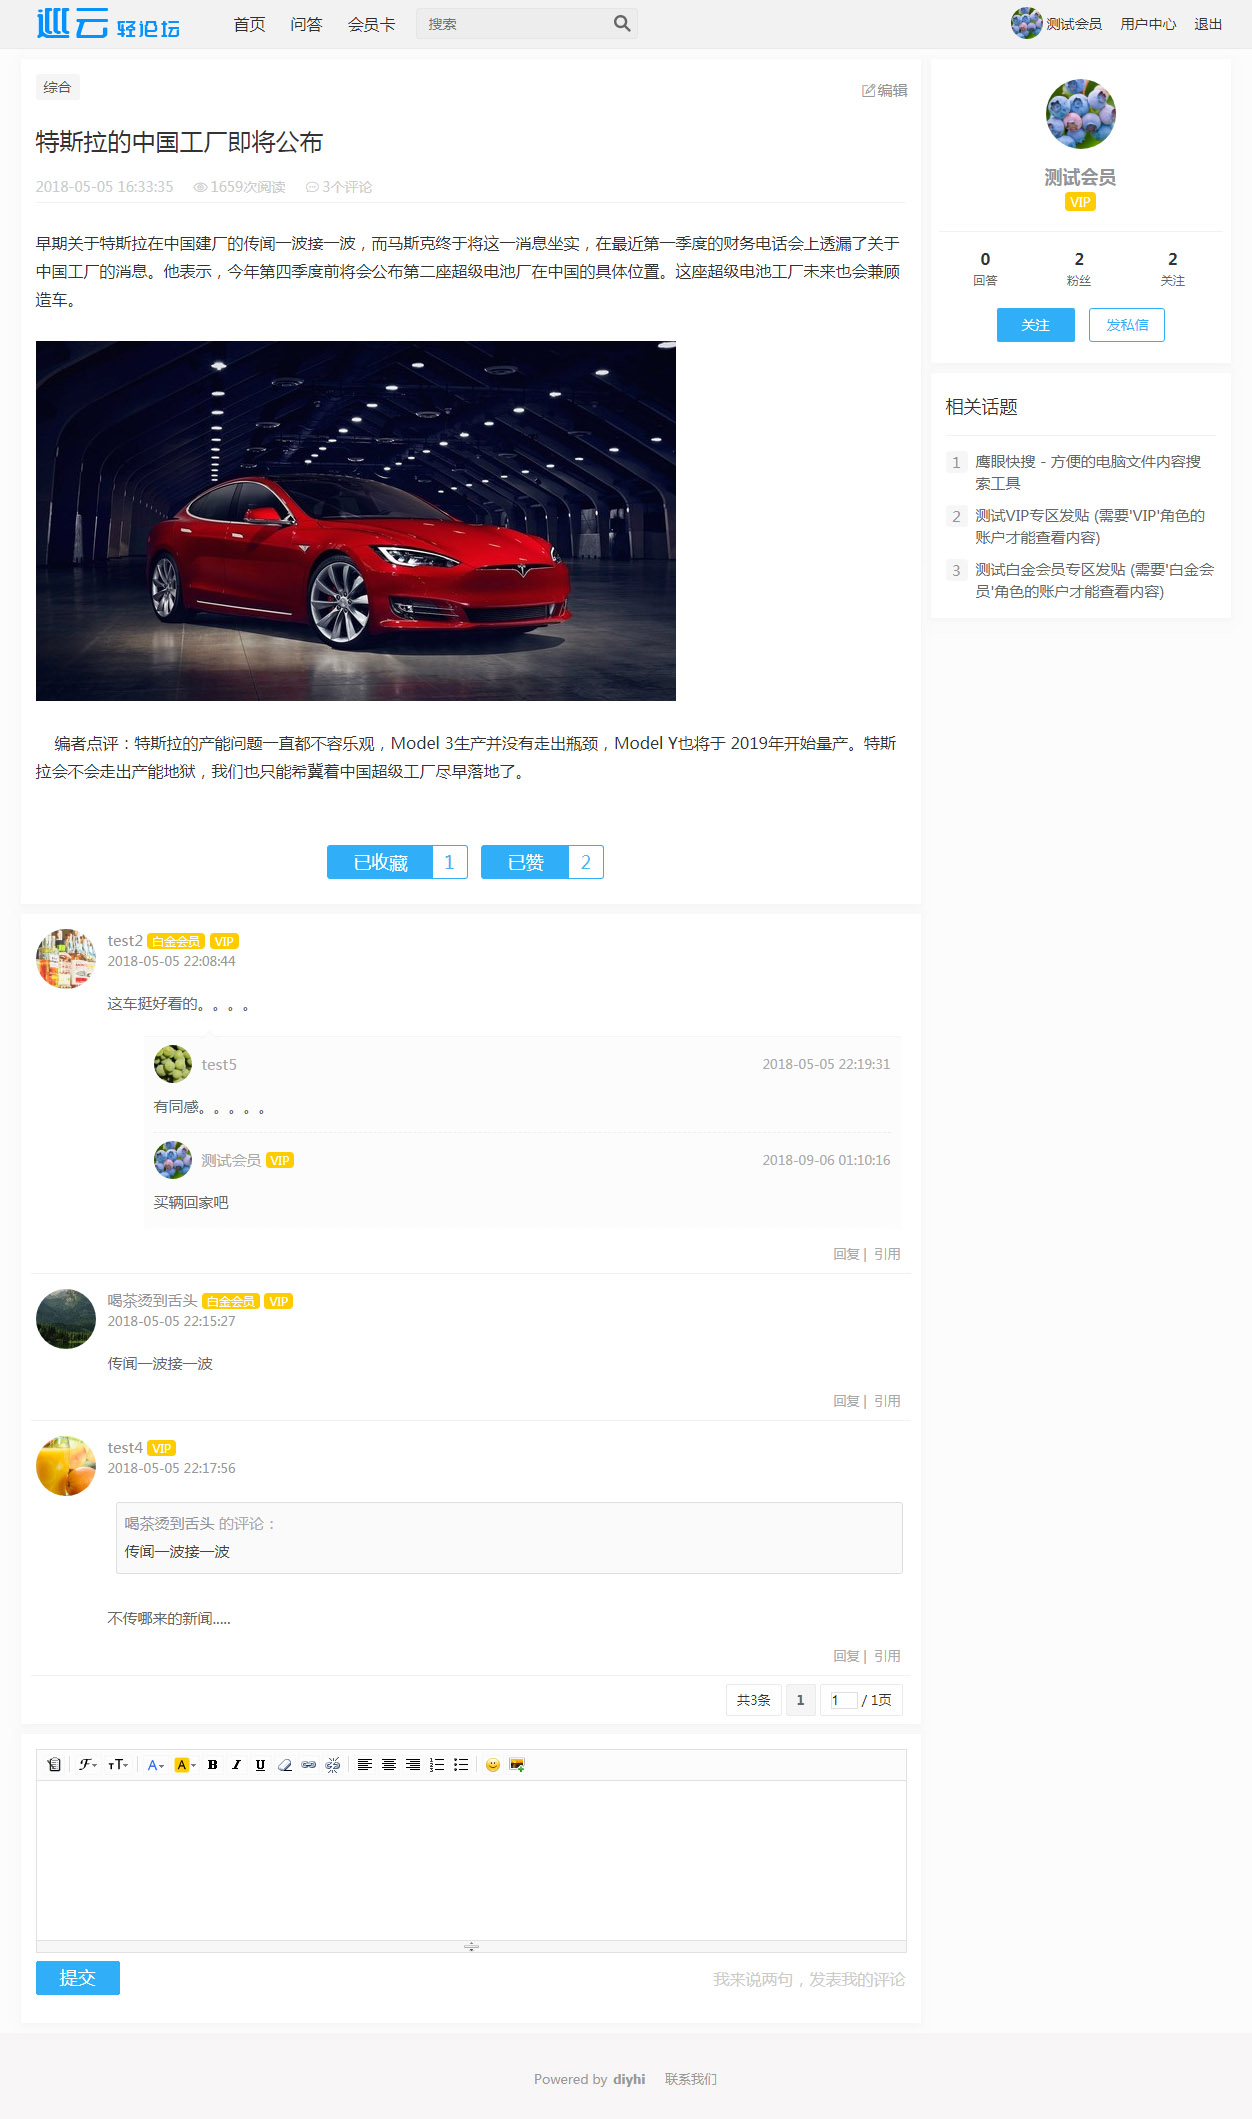 巡云 轻论坛 首页 问答 会员卡 搜索 测试会员 用户中心 退出
综合 编辑
特斯拉的中国工厂即将公布
2018-05-05 16:33:35 1659次阅读 3个评论
早期关于特斯拉在中国建厂的传闻一波接一波，而马斯克终于将这一消息坐实，在最近第一季度的财务电话会上透漏了关于
中国工厂的消息。他表示，今年第四季度前将会公布第二座超级电池厂在中国的具体位置。这座超级电池工厂未来也会兼顾
造车。
编者点评：特斯拉的产能问题一直都不容乐观，Model 3生产并没有走出瓶颈，Model Y也将于 2019年开始量产。特斯
拉会不会走出产能地狱，我们也只能希冀着中国超级工厂尽早落地了。
已收藏 1 已赞 2
test2 白金会员 VIP
2018-05-05 22:08:44
这车挺好看的。。。。
test5 2018-05-05 22:19:31
有同感。。。。。
测试会员 VIP 2018-09-06 01:10:16
买辆回家吧
回复 | 引用
喝茶烫到舌头 白金会员 VIP
2018-05-05 22:15:27
传闻一波接一波
回复 | 引用
test4 VIP
2018-05-05 22:17:56
喝茶烫到舌头 的评论：
传闻一波接一波
不传哪来的新闻.....
回复 | 引用
共3条 1 1 / 1页
提交 我来说两句，发表我的评论
测试会员
VIP
0 2 2
回答 粉丝 关注
关注 发私信
相关话题
1 鹰眼快搜 - 方便的电脑文件内容搜
索工具
2 测试VIP专区发贴 (需要'VIP'角色的
账户才能查看内容)
3 测试白金会员专区发贴 (需要'白金会
员'角色的账户才能查看内容)
Powered by diyhi 联系我们